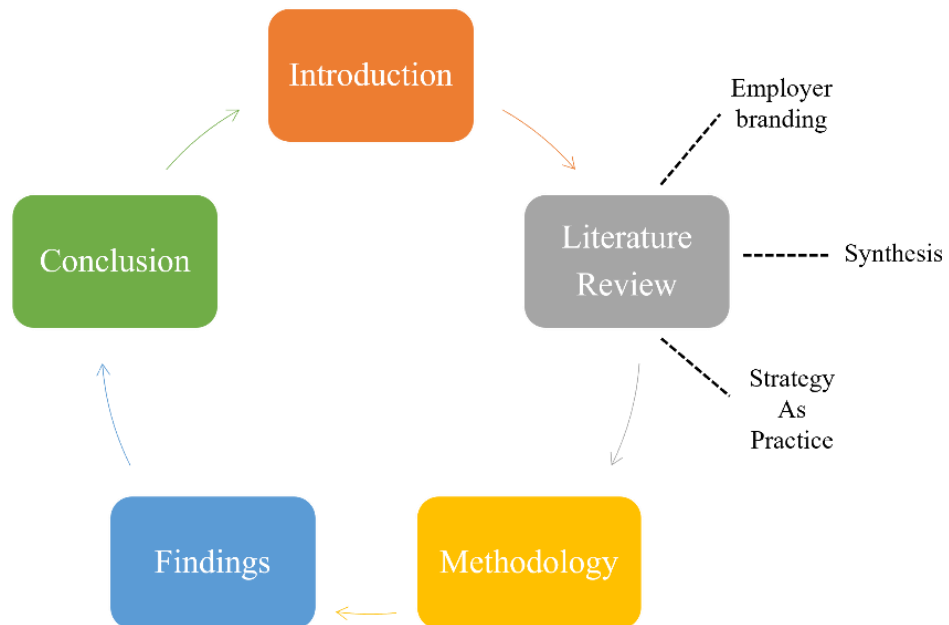 Introduction
Employer
branding
Literature
Review
Synthesis
Strategy
As
Practice
Methodology
Findings
Conclusion